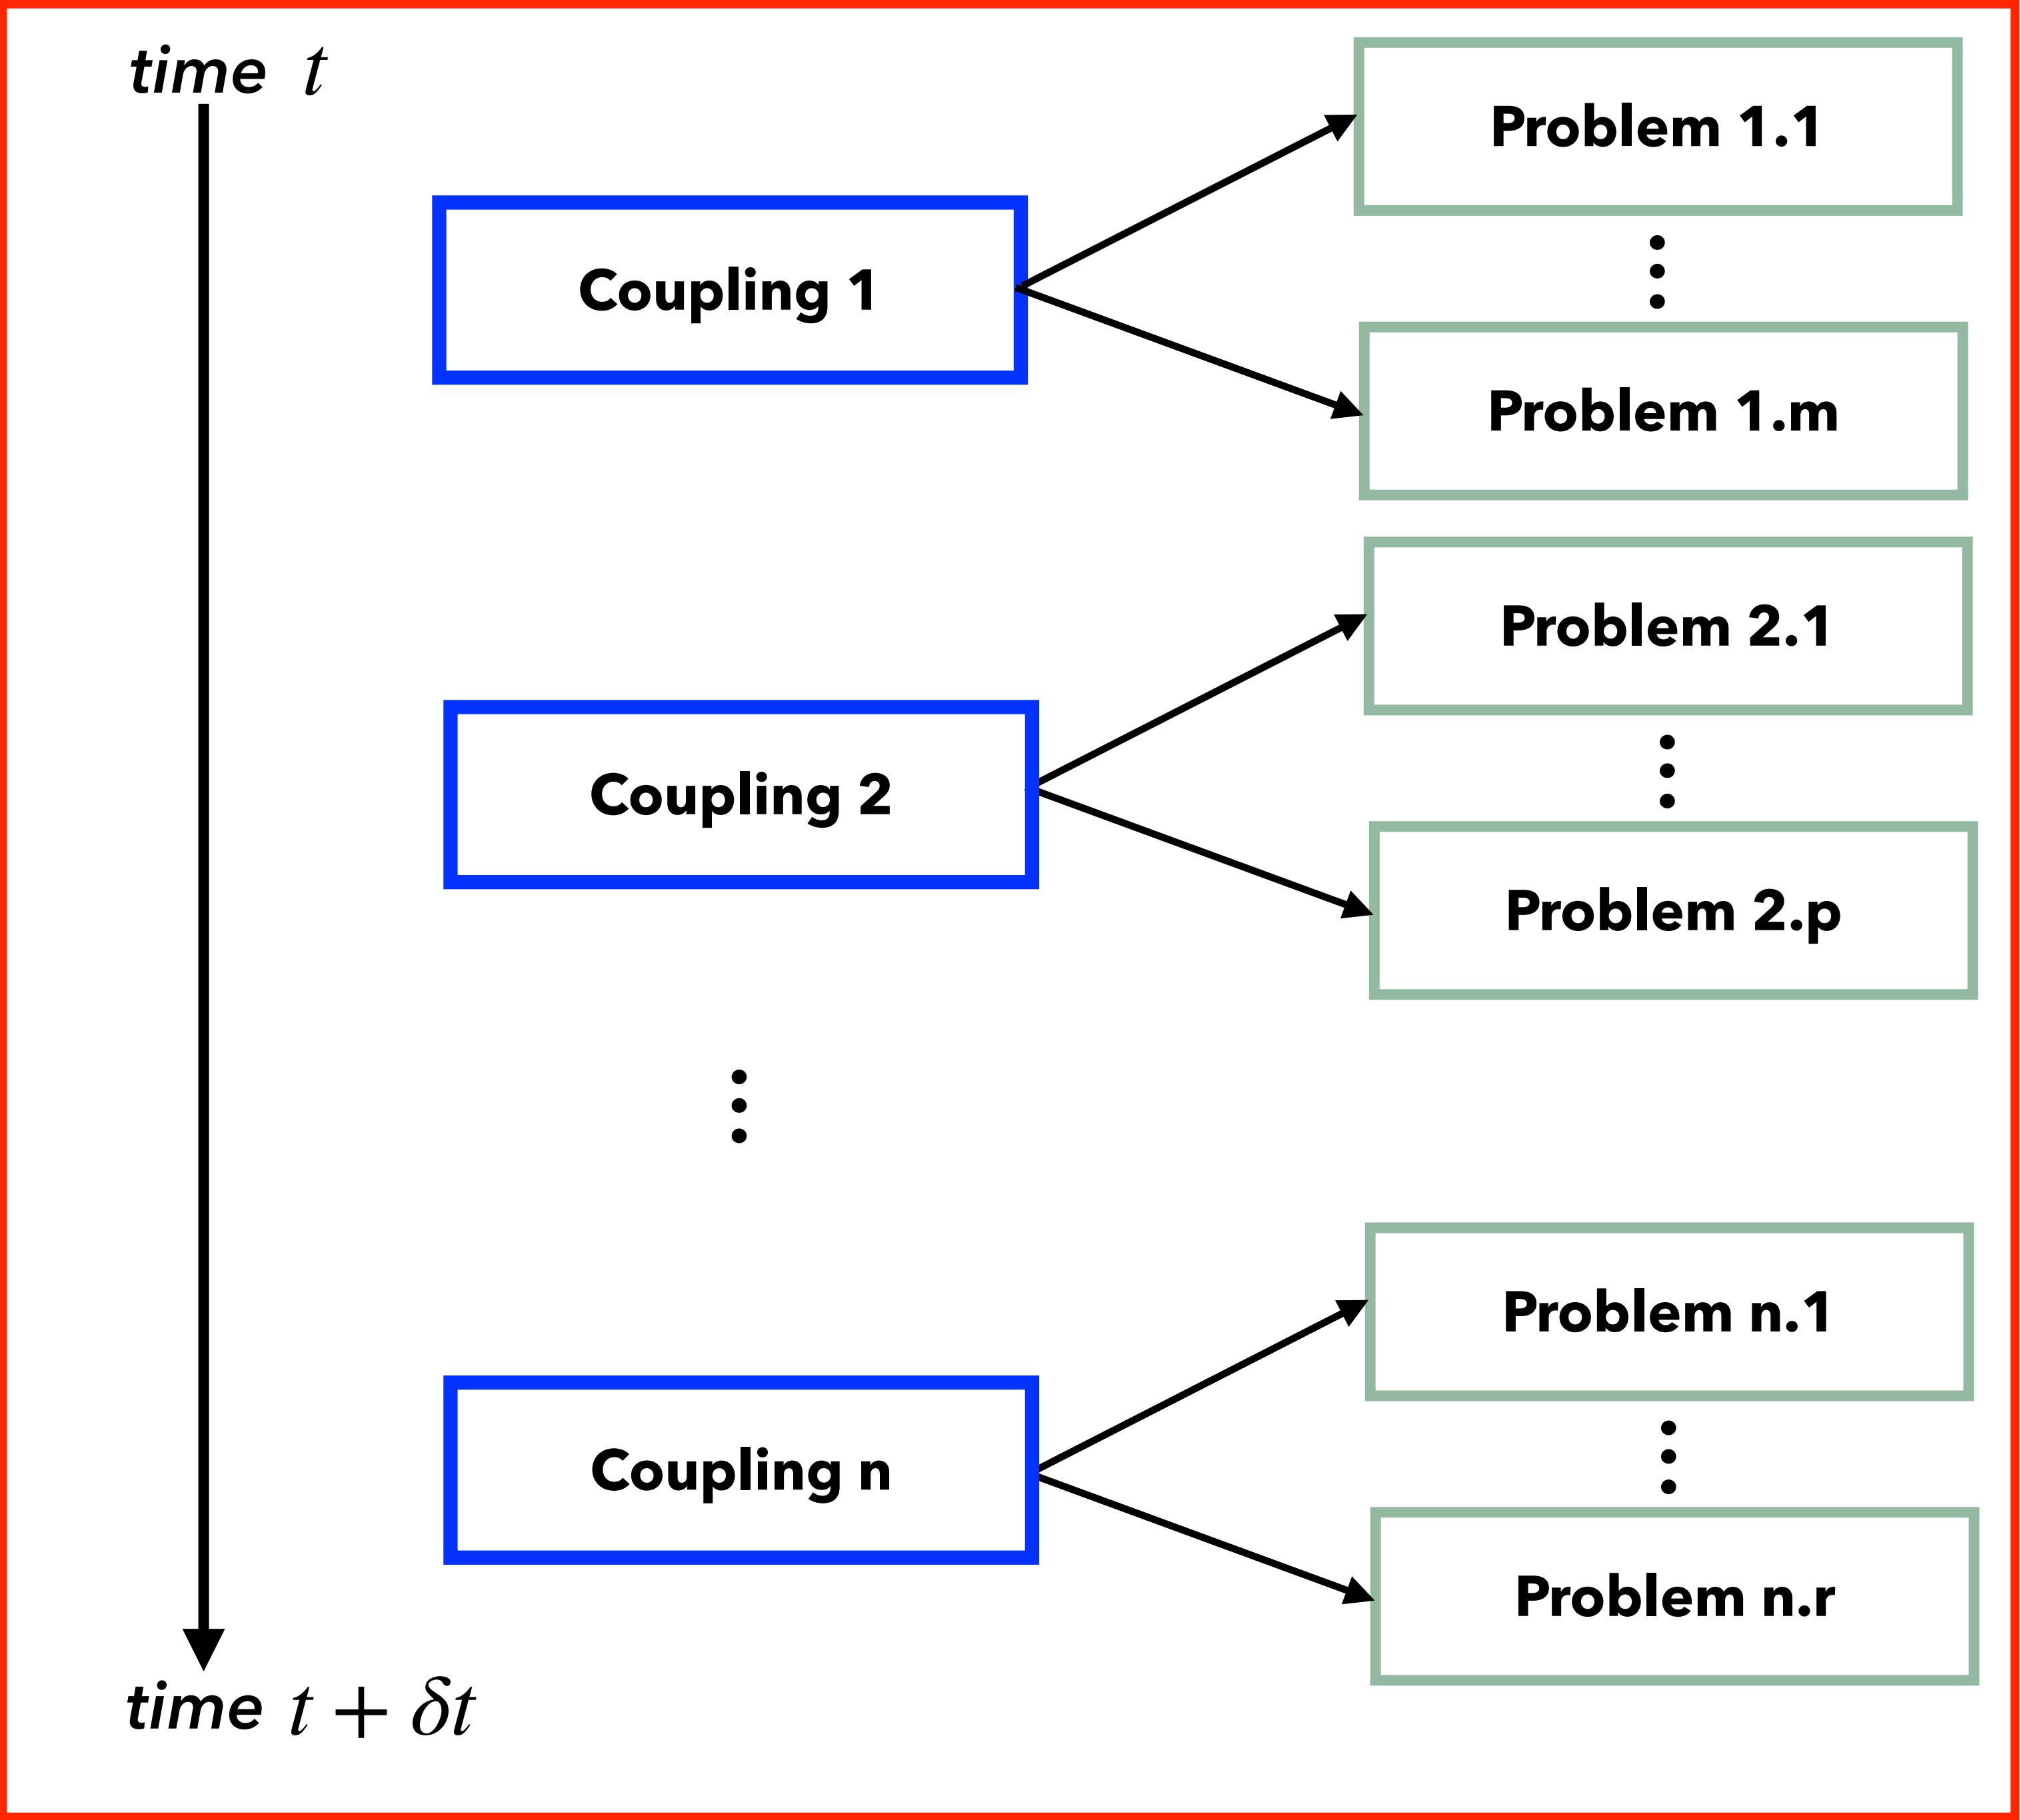 time t
Problem 1.1
Coupling 1
Problem 1.m
Problem 2.1
Coupling 2
Problem 2.p
Problem n.1
Coupling n
Problem n.r
time t + δt